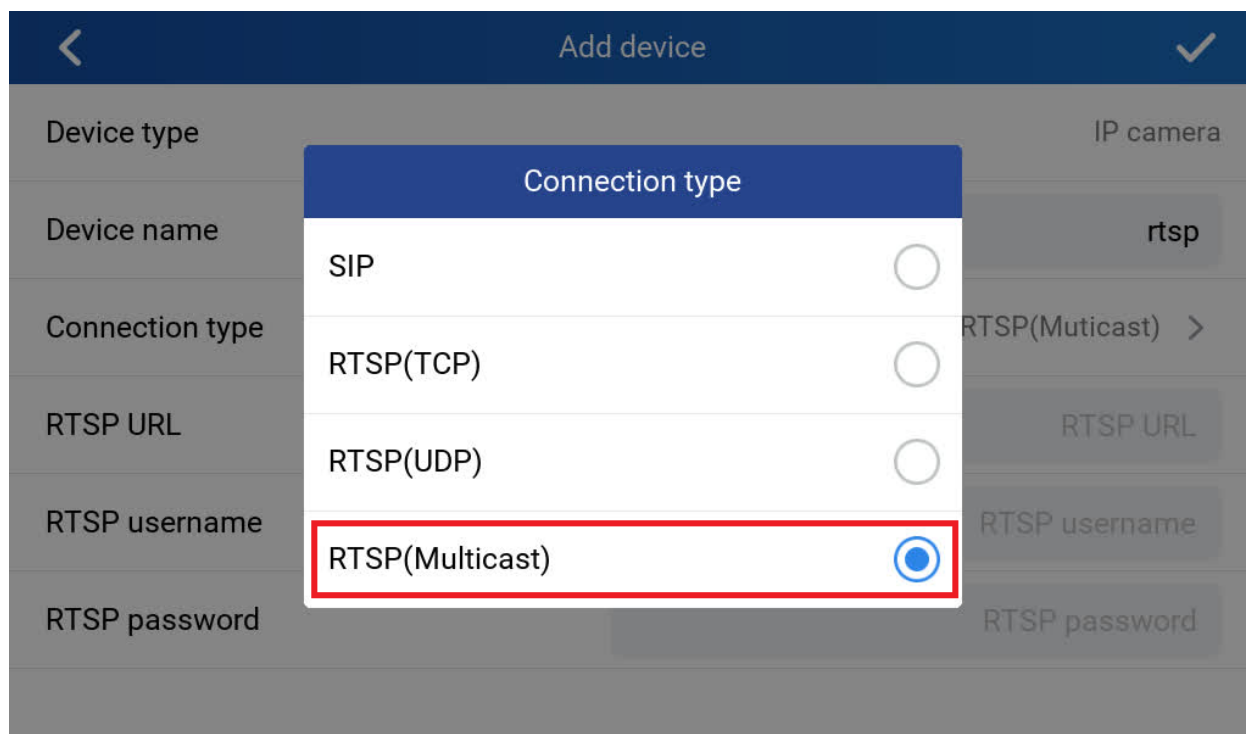 Add device
Device type IP camera
Connection type
Device name rtsp
SIP
Connection type RTSP(Muticast)
RTSP(TCP)
RTSP URL RTSP URL
RTSP(UDP)
RTSP username RTSP username
RTSP(Multicast)
RTSP password RTSP password